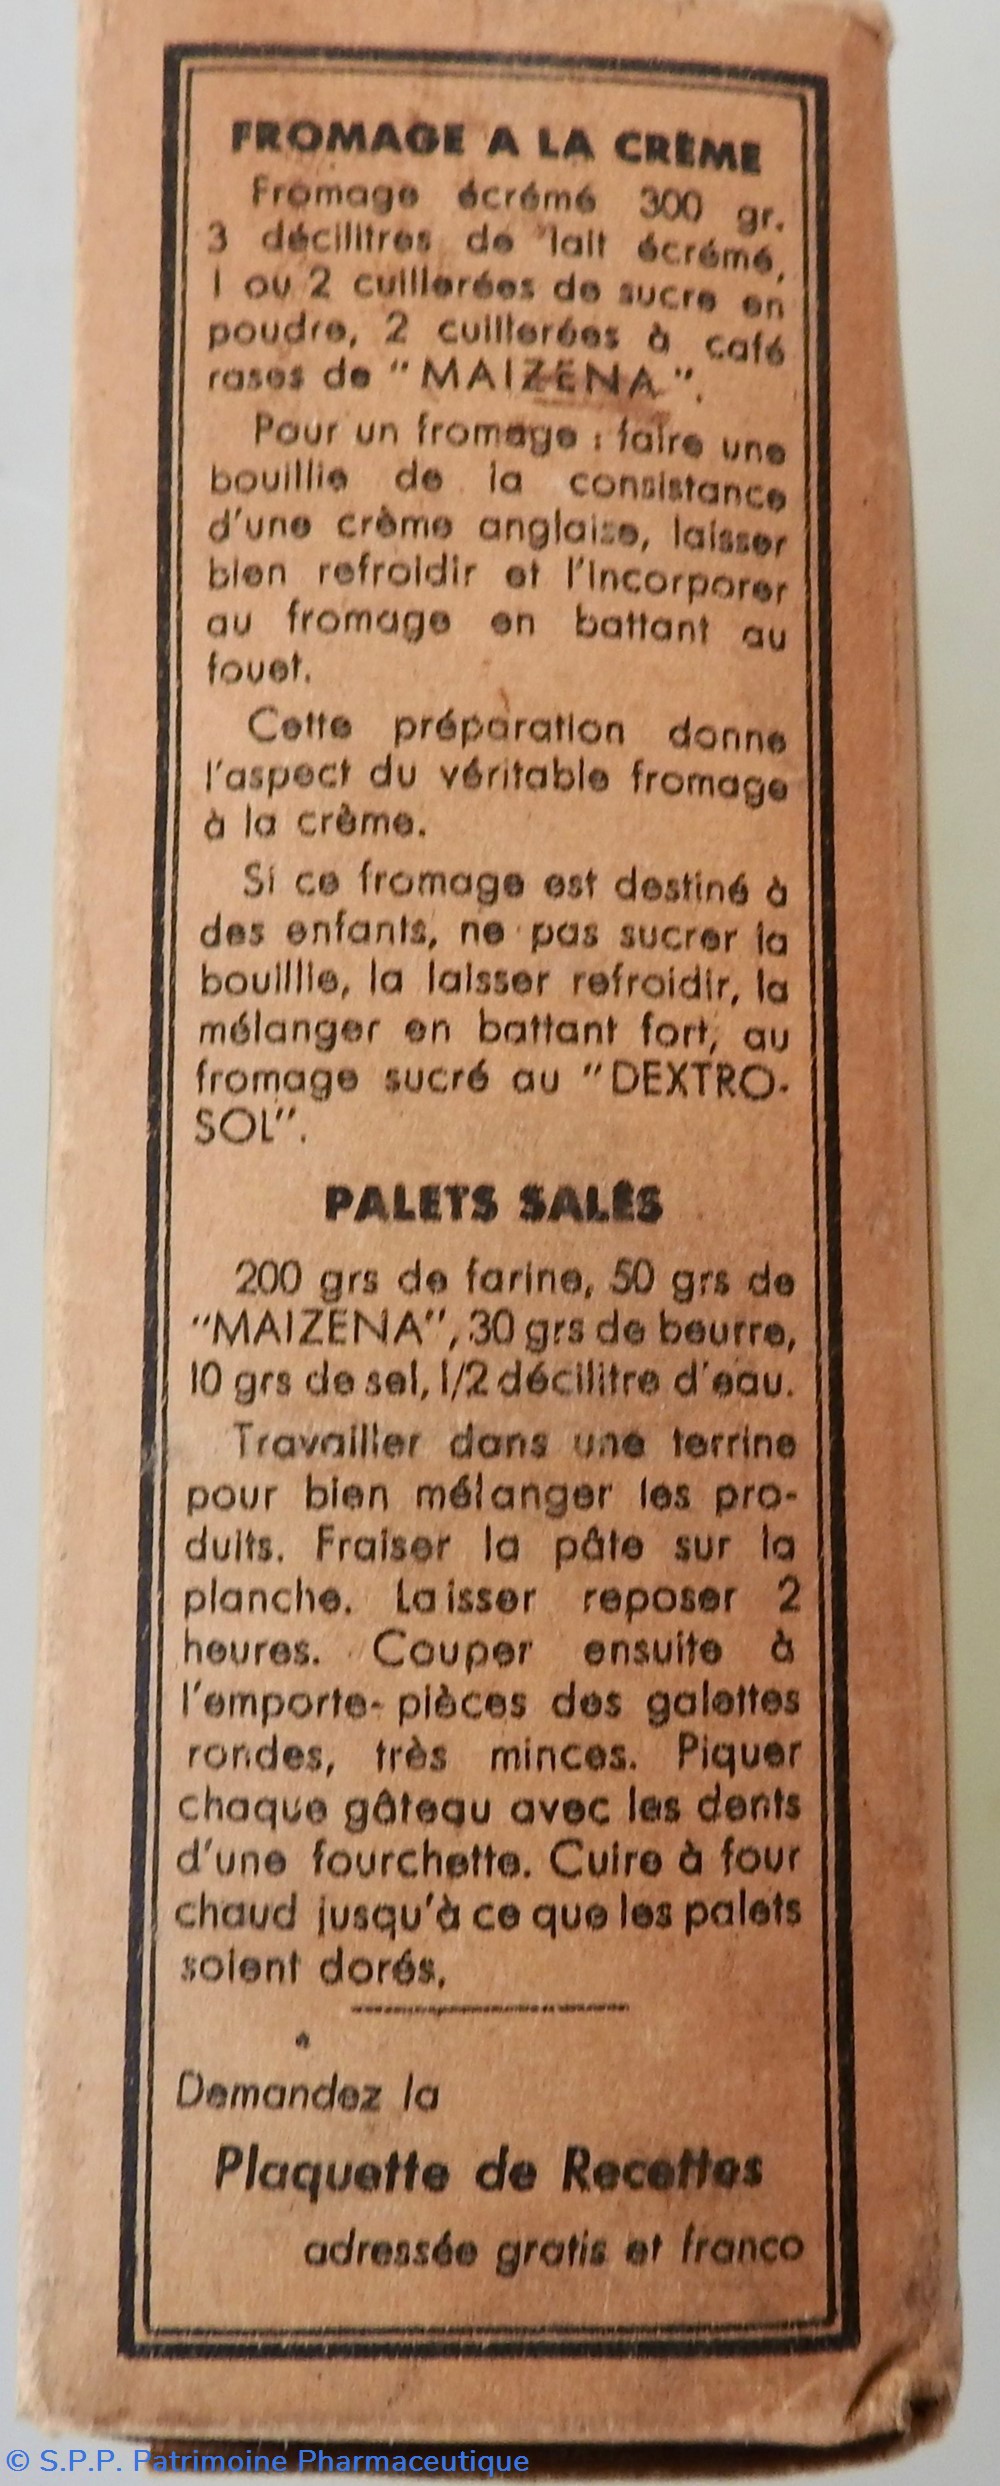 FROMAGE A LA CRÈME
Fromage écrémé 300 gr.
3 décilitres de lait écrémé,
1 ou 2 cuillerées de sucre en
poudre, 2 cuillerées à café
rases de "MAIZENA".
Pour un fromage : faire une
bouillie de la consistance
d'une crème anglaise, laisser
bien refroidir et l'incorporer
au fromage en battant au
fouet.
Cette préparation donne
l'aspect du véritable fromage
à la crème.
Si ce fromage est destiné à
des enfants, ne pas sucrer la
bouillie, la laisser refroidir, la
mélanger en battant fort, au
fromage sucré au "DEXTRO-
SOL".
PALETS SALÉS
200 grs de farine, 50 grs de
"MAIZENA", 30 grs de beurre,
10 grs de sel, 1/2 décilitre d'eau.
Travailler dans une terrine
pour bien mélanger les pro-
duits. Fraiser la pâte sur la
planche. Laisser reposer 2
heures. Couper ensuite à
l'emporte-pièces des galettes
rondes, très minces. Piquer
chaque gâteau avec les dents
d'une fourchette. Cuire à four
chaud jusqu'à ce que les palets
soient dorés.
Demandez la
Plaquette de Recettes
adressée gratis et franco
© S.P.P. Patrimoine Pharmaceutique